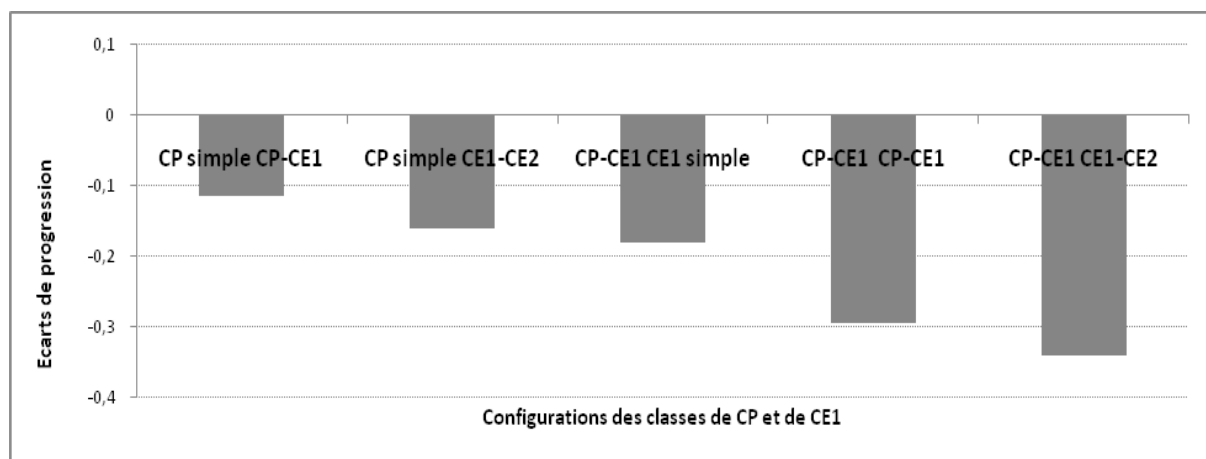 0,1
0
-0,1
-0,2
-0,3
-0,4
Ecarts de progression
CP simple CP-CE1
CP simple CE1-CE2
CP-CE1 CE1 simple
CP-CE1 CP-CE1
CP-CE1 CE1-CE2
Configurations des classes de CP et de CE1